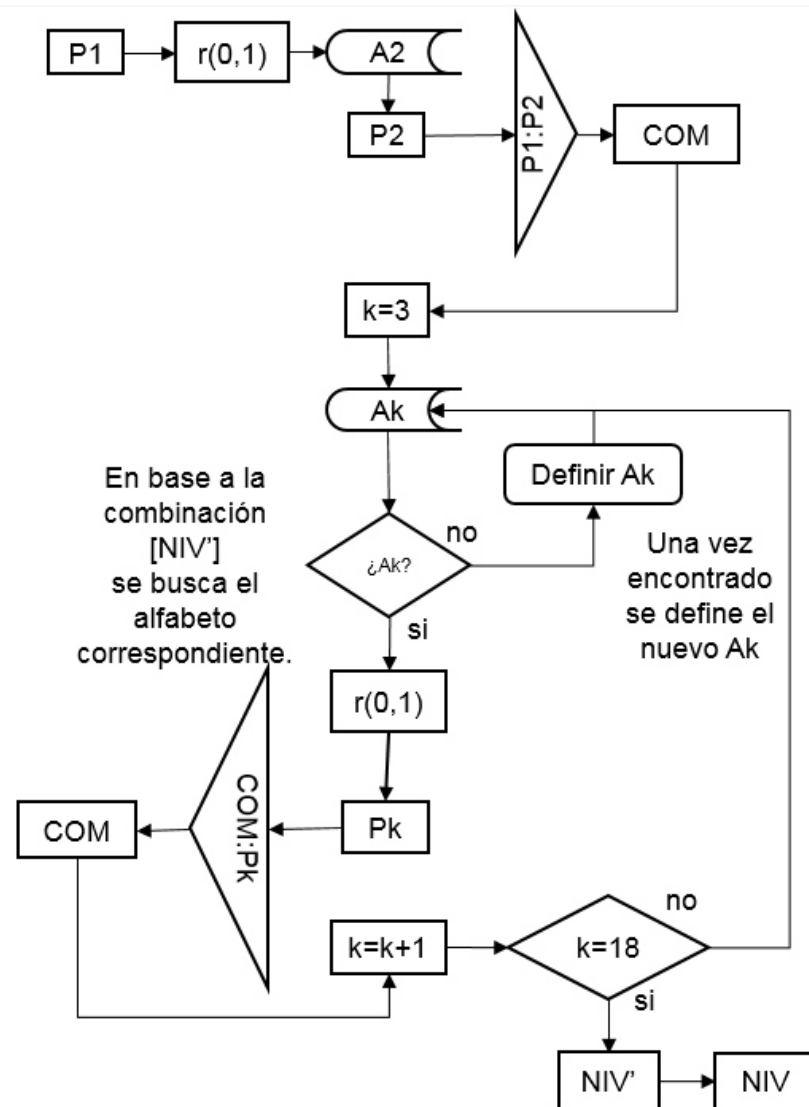 P1
r(0,1)
A2
P2
P1:P2
COM
k=3
Ak
Definir Ak
En base a la
combinación
[NIV’]
se busca el
alfabeto
correspondiente.
¿Ak?
no
si
Una vez
encontrado
se define el
nuevo Ak
r(0,1)
Pk
COM:Pk
COM
k=k+1
k=18
no
si
NIV’
NIV